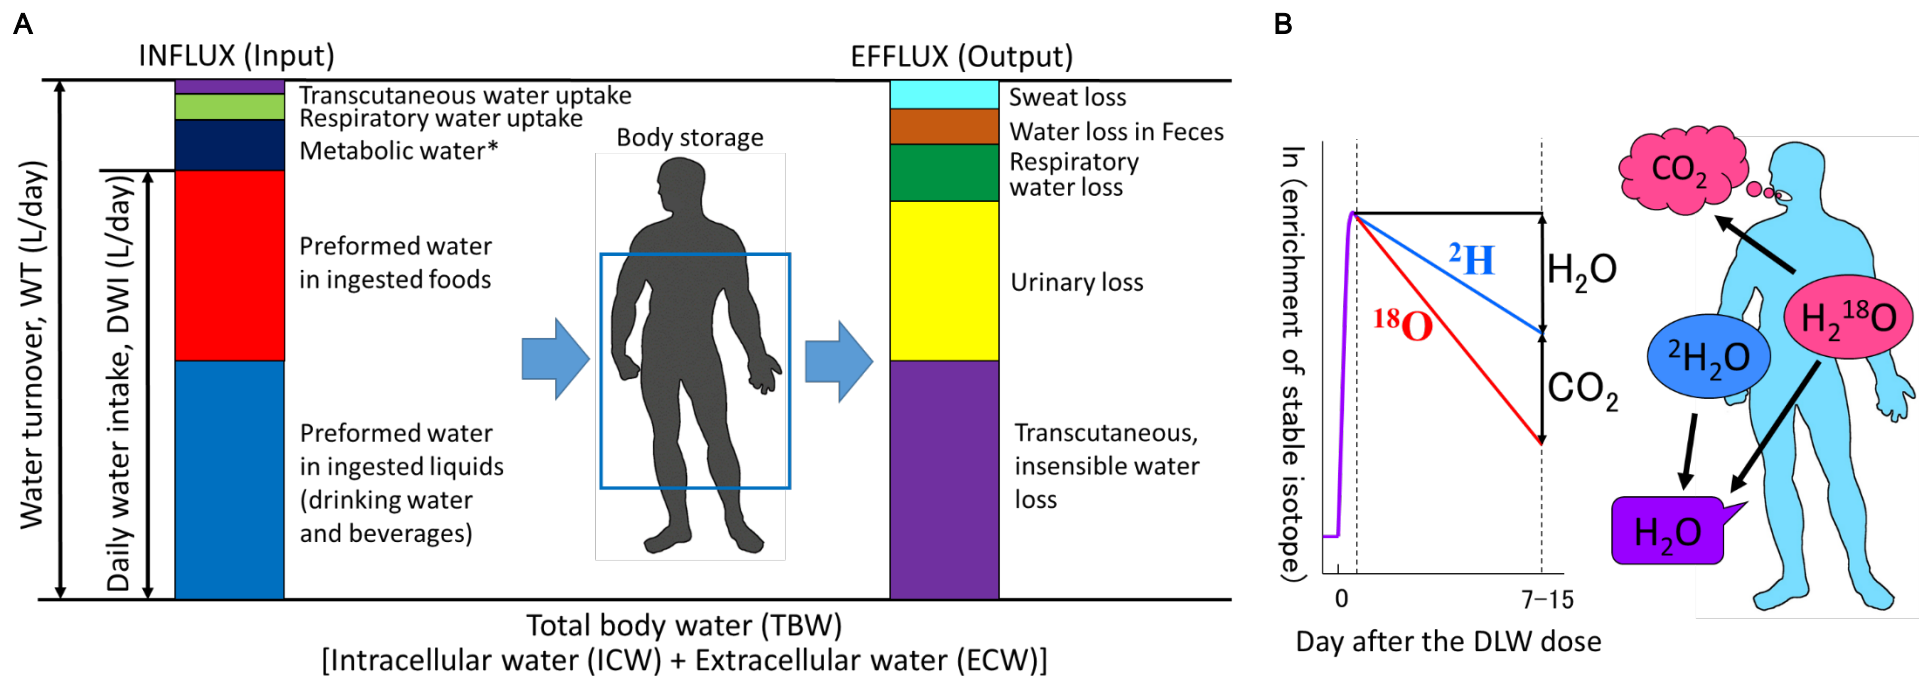 A
INFLUX (Input)
EFFLUX (Output)
Water turnover, WT (L/day)
Daily water intake, DWI (L/day)
Transcutaneous water uptake
Respiratory water uptake
Metabolic water*
Preformed water
in ingested foods
Preformed water
in ingested liquids
(drinking water
and beverages)
Body storage
Sweat loss
Water loss in Feces
Respiratory
water loss
Urinary loss
Transcutaneous,
insensible water
loss
Total body water (TBW)
[Intracellular water (ICW) + Extracellular water (ECW)]
B
ln (enrichment of stable isotope)
²H
¹⁸O
H₂O
CO₂
0
7–15
Day after the DLW dose
CO₂
H₂¹⁸O
²H₂O
H₂O